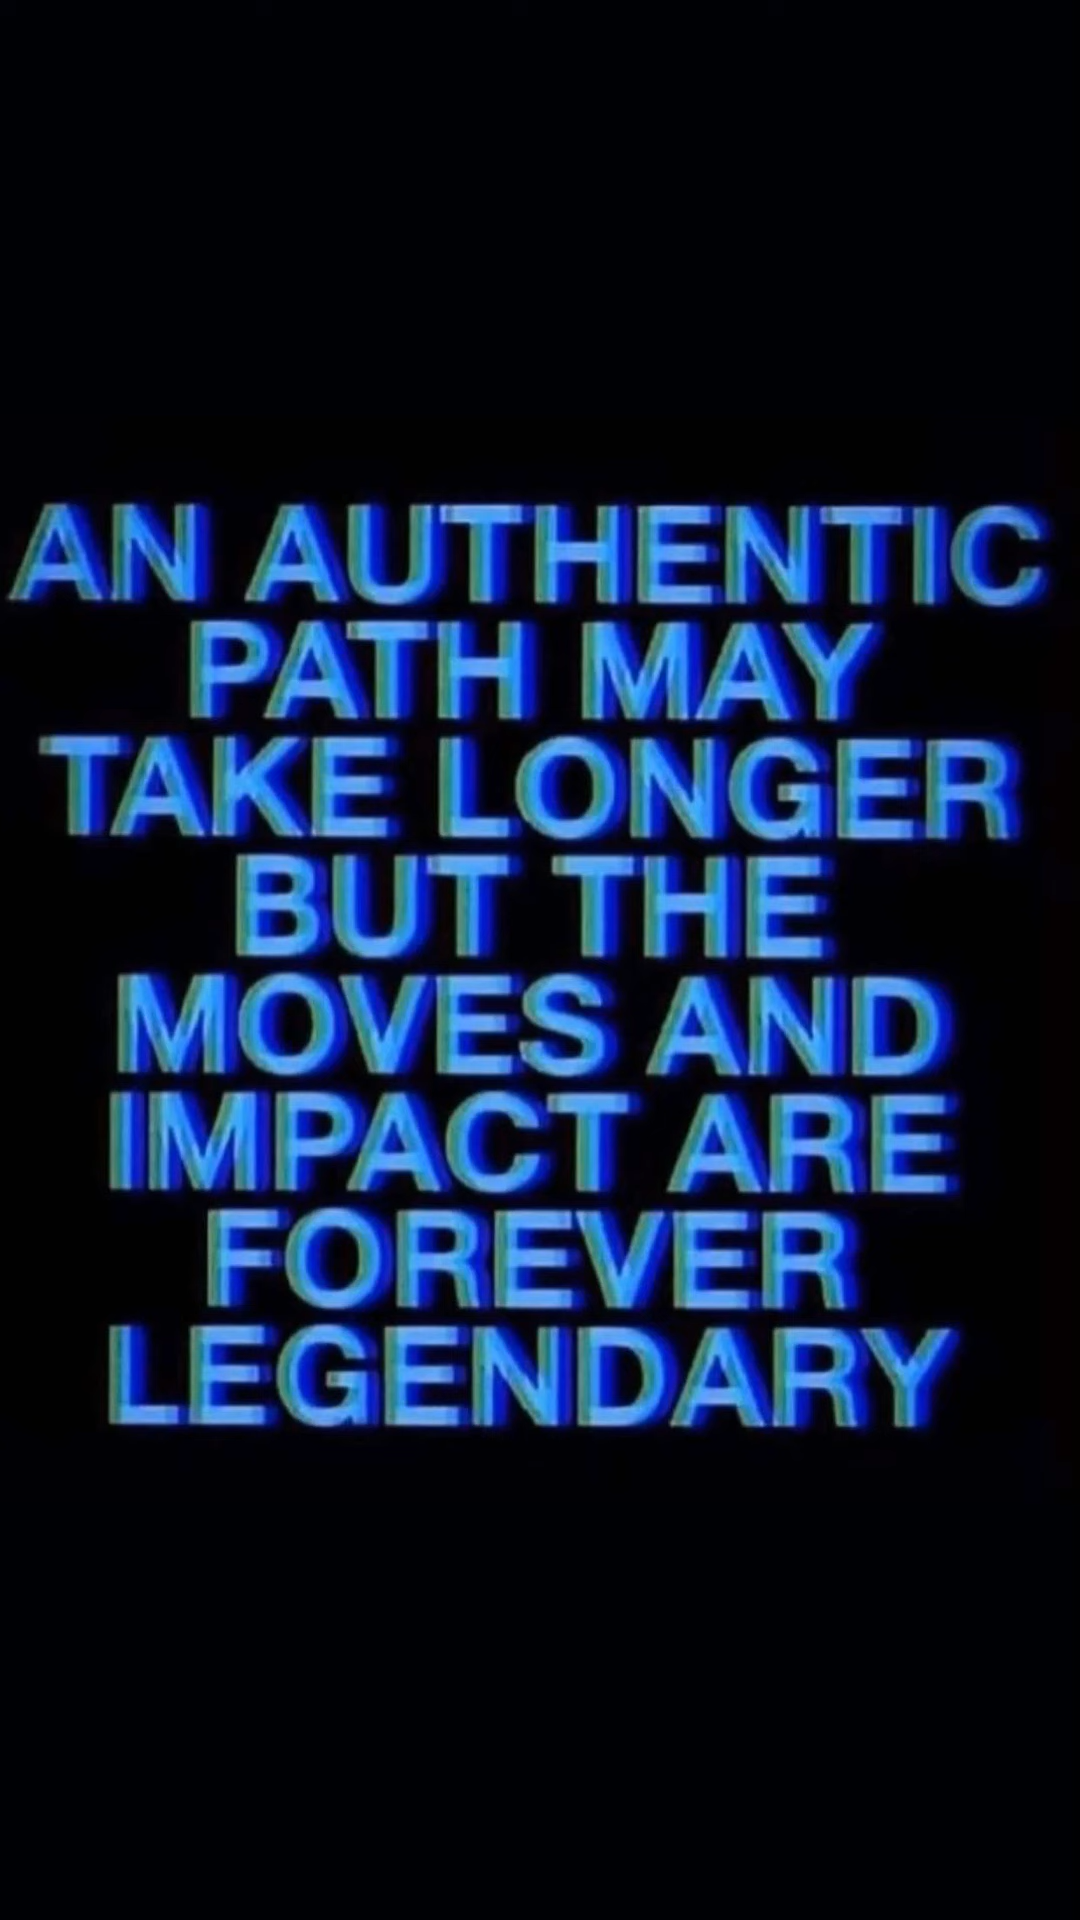 AN AUTHENTIC
PATH MAY
TAKE LONGER
BUT THE
MOVES AND
IMPACT ARE
FOREVER
LEGENDARY